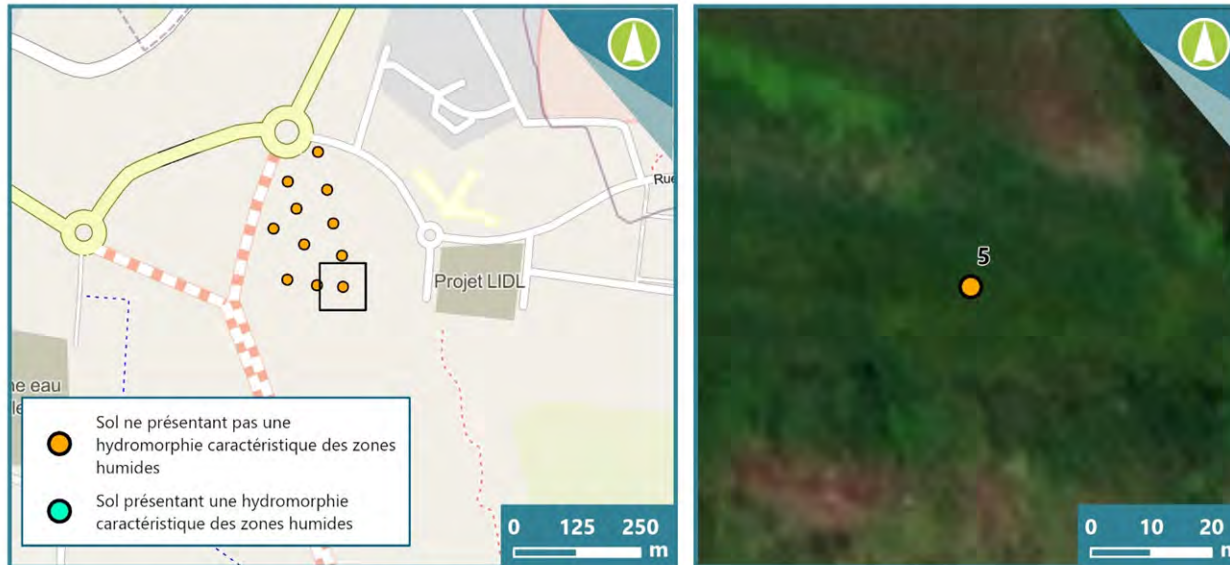 Rue
Projet LIDL
ne eau
Sol ne présentant pas une
hydromorphie caractéristique des zones
humides
Sol présentant une hydromorphie
caractéristique des zones humides
0 125 250
m
5
0 10 20
m